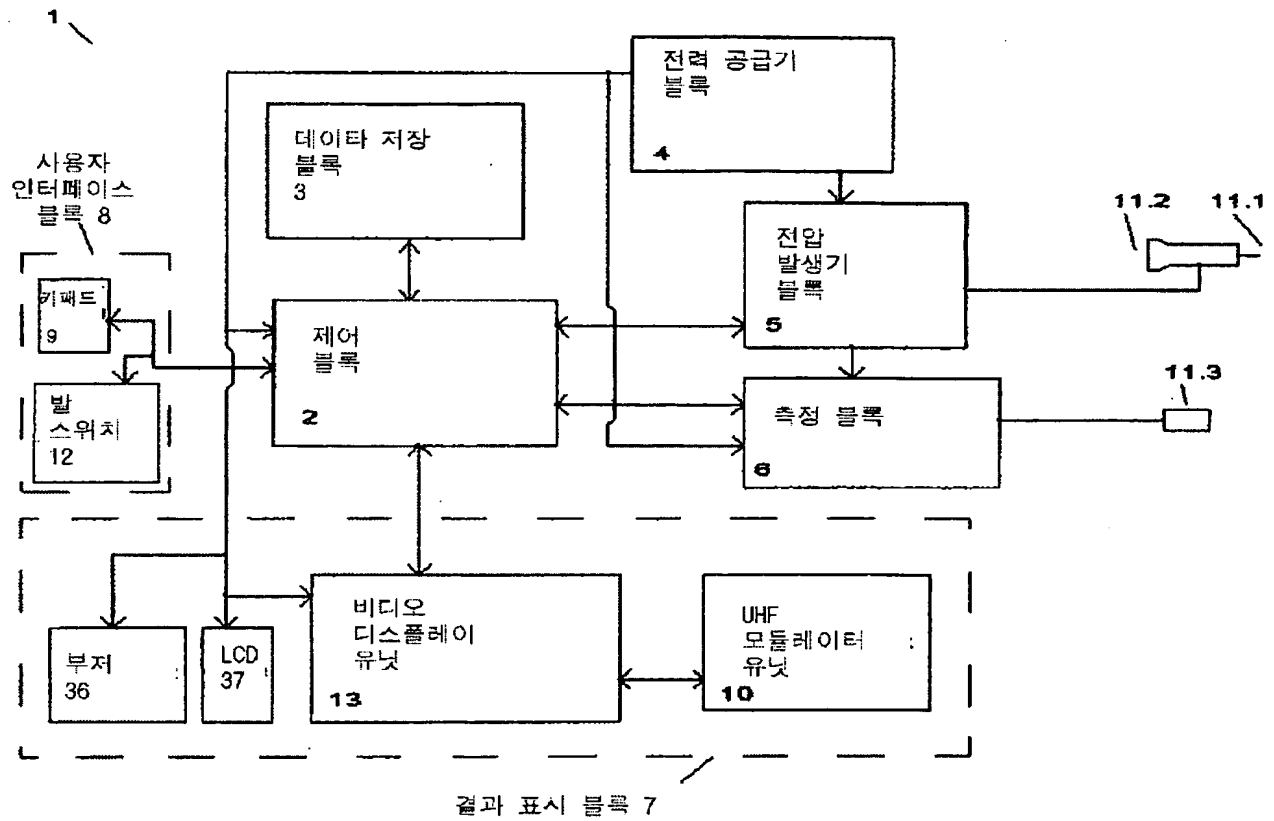 1
전력 공급기
블록
4
데이타 저장
블록
3
사용자
인터페이스
블록 8
키패드
9
발
스위치
12
제어
블록
2
전압
발생기
블록
5
11.2
11.1
측정 블록
6
11.3
부저
36
LCD
37
비디오
디스플레이
유닛
13
UHF
모듈레이터
유닛
10
결과 표시 블록 7